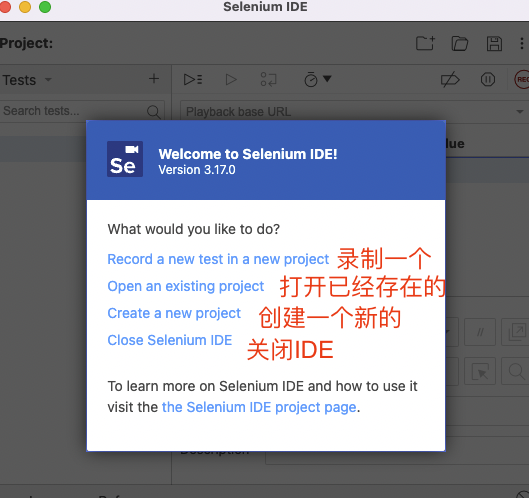 Selenium IDE
Project:
Tests
Search tests...
Playback base URL
REC
lue
Se
Welcome to Selenium IDE!
Version 3.17.0
What would you like to do?
Record a new test in a new project 录制一个
Open an existing project 打开已经存在的
Create a new project 创建一个新的
Close Selenium IDE 关闭IDE
//
To learn more on Selenium IDE and how to use it
visit the the Selenium IDE project page.